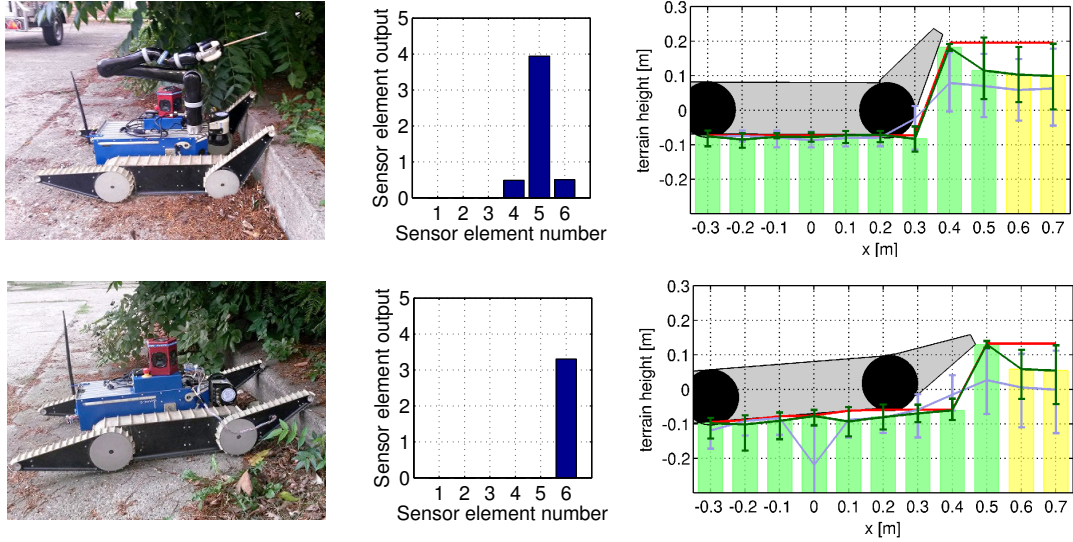 5
4
3
2
1
0
1 2 3 4 5 6
Sensor element output
Sensor element number
0.3
0.2
0.1
0
-0.1
-0.2
-0.3 -0.2 -0.1 0 0.1 0.2 0.3 0.4 0.5 0.6 0.7
terrain height [m]
x [m]
5
4
3
2
1
0
1 2 3 4 5 6
Sensor element output
Sensor element number
0.3
0.2
0.1
0
-0.1
-0.2
-0.3 -0.2 -0.1 0 0.1 0.2 0.3 0.4 0.5 0.6 0.7
terrain height [m]
x [m]